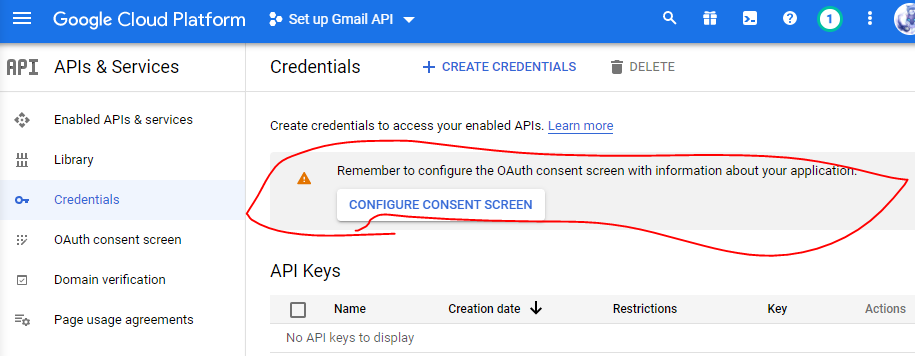 Google Cloud Platform
Set up Gmail API
1
API
APIs & Services
Credentials
CREATE CREDENTIALS
DELETE
Enabled APIs & services
Library
Credentials
OAuth consent screen
Domain verification
Page usage agreements
Create credentials to access your enabled APIs. Learn more
Remember to configure the OAuth consent screen with information about your application.
CONFIGURE CONSENT SCREEN
API Keys
Name Creation date Restrictions Key Actions
No API keys to display